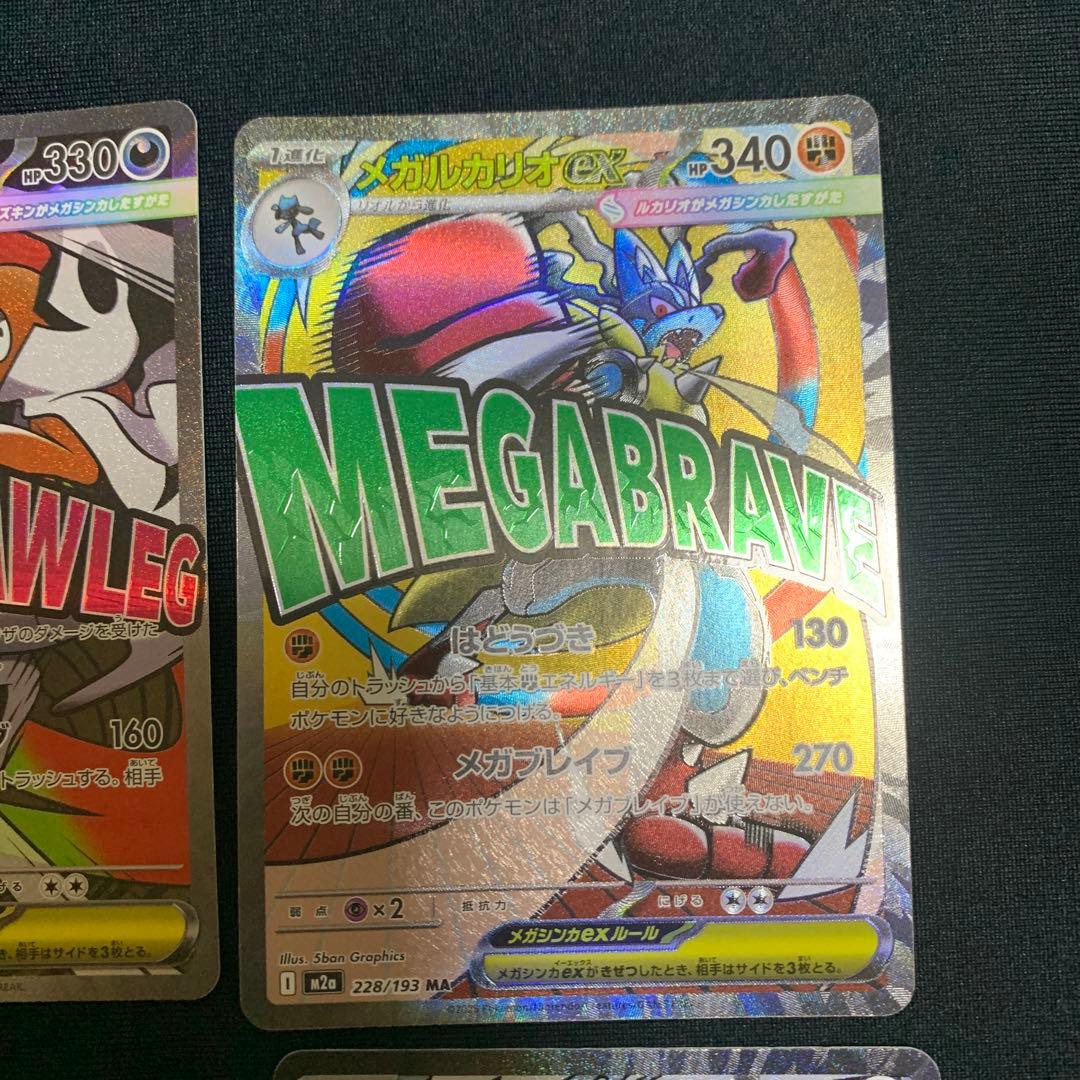 HP330
ズキンがメガシンカしたすがた
AWLEG
ザのダメージを受けた
160
トラッシュする。相手
げる
き、相手はサイドを3枚とる。
1進化
メガルカリオex
HP340
リオルから進化
ルカリオがメガシンカしたすがた
MEGABRAVE
はどうづき 130
自分のトラッシュから「基本エネルギー」を3枚まで選び、ベンチ
ポケモンに好きなようにつける。
メガブレイブ 270
次の自分の番、このポケモンは「メガブレイブ」が使えない。
弱点 ×2 抵抗力 にげる
メガシンカexルール
メガシンカexがきぜつしたとき、相手はサイドを3枚とる。
Illus. 5ban Graphics
I m2a 228/193 MA